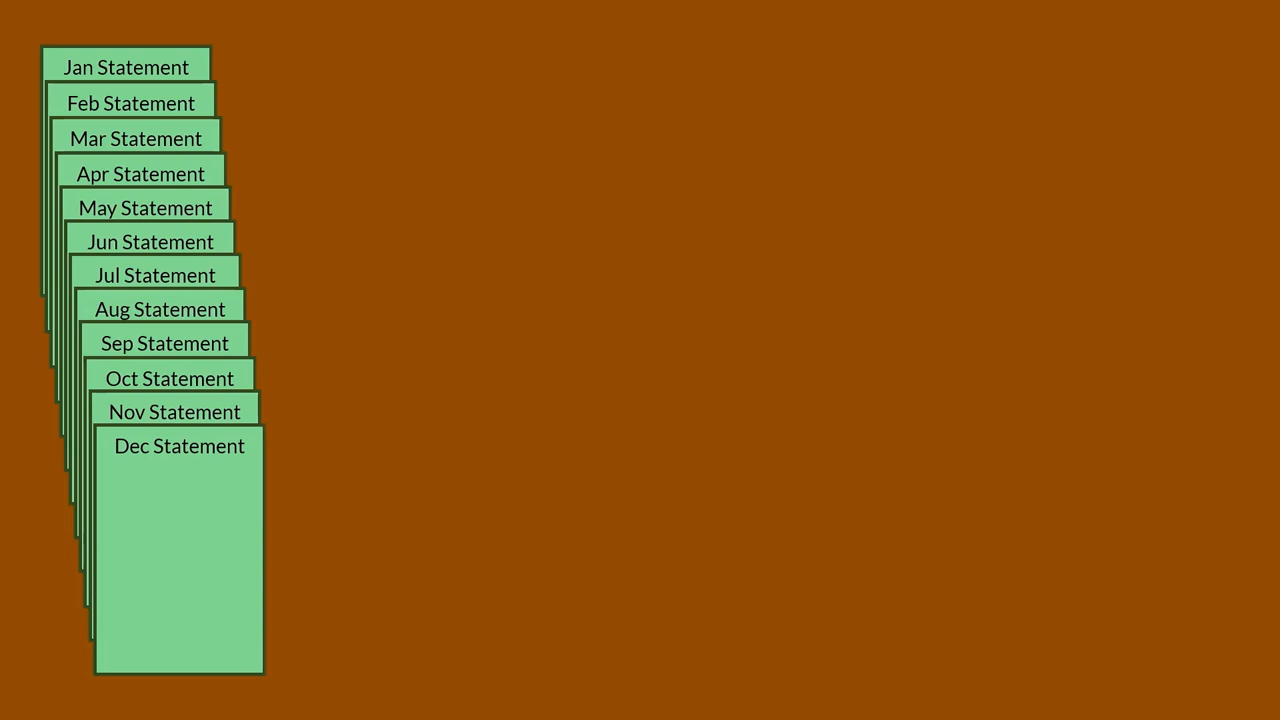 Jan Statement
Feb Statement
Mar Statement
Apr Statement
May Statement
Jun Statement
Jul Statement
Aug Statement
Sep Statement
Oct Statement
Nov Statement
Dec Statement